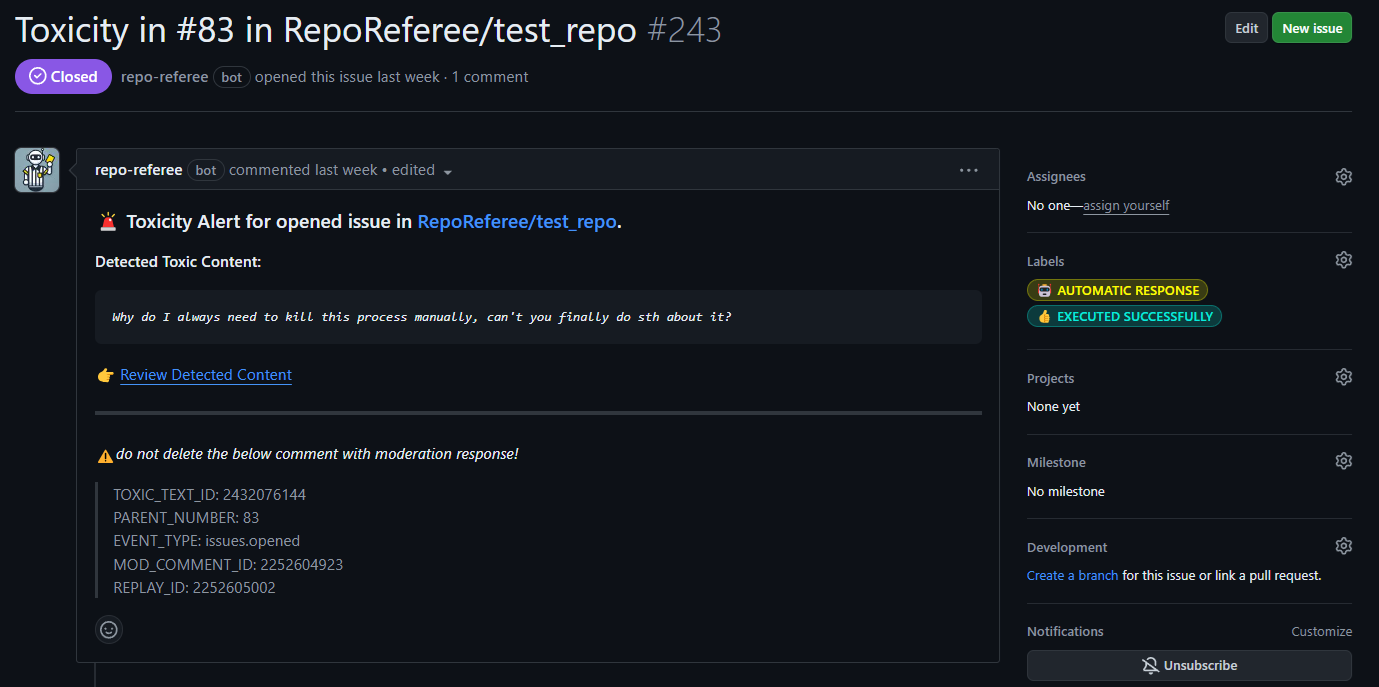 Toxicity in #83 in RepoReferee/test_repo #243
Edit
New issue
Closed
repo-referee bot opened this issue last week · 1 comment
repo-referee bot commented last week • edited
Toxicity Alert for opened issue in RepoReferee/test_repo.
Detected Toxic Content:
Why do I always need to kill this process manually, can't you finally do sth about it?
Review Detected Content
do not delete the below comment with moderation response!
TOXIC_TEXT_ID: 2432076144
PARENT_NUMBER: 83
EVENT_TYPE: issues.opened
MOD_COMMENT_ID: 2252604923
REPLAY_ID: 2252605002
Assignees
No one—assign yourself
Labels
AUTOMATIC RESPONSE
EXECUTED SUCCESSFULLY
Projects
None yet
Milestone
No milestone
Development
Create a branch for this issue or link a pull request.
Notifications
Customize
Unsubscribe